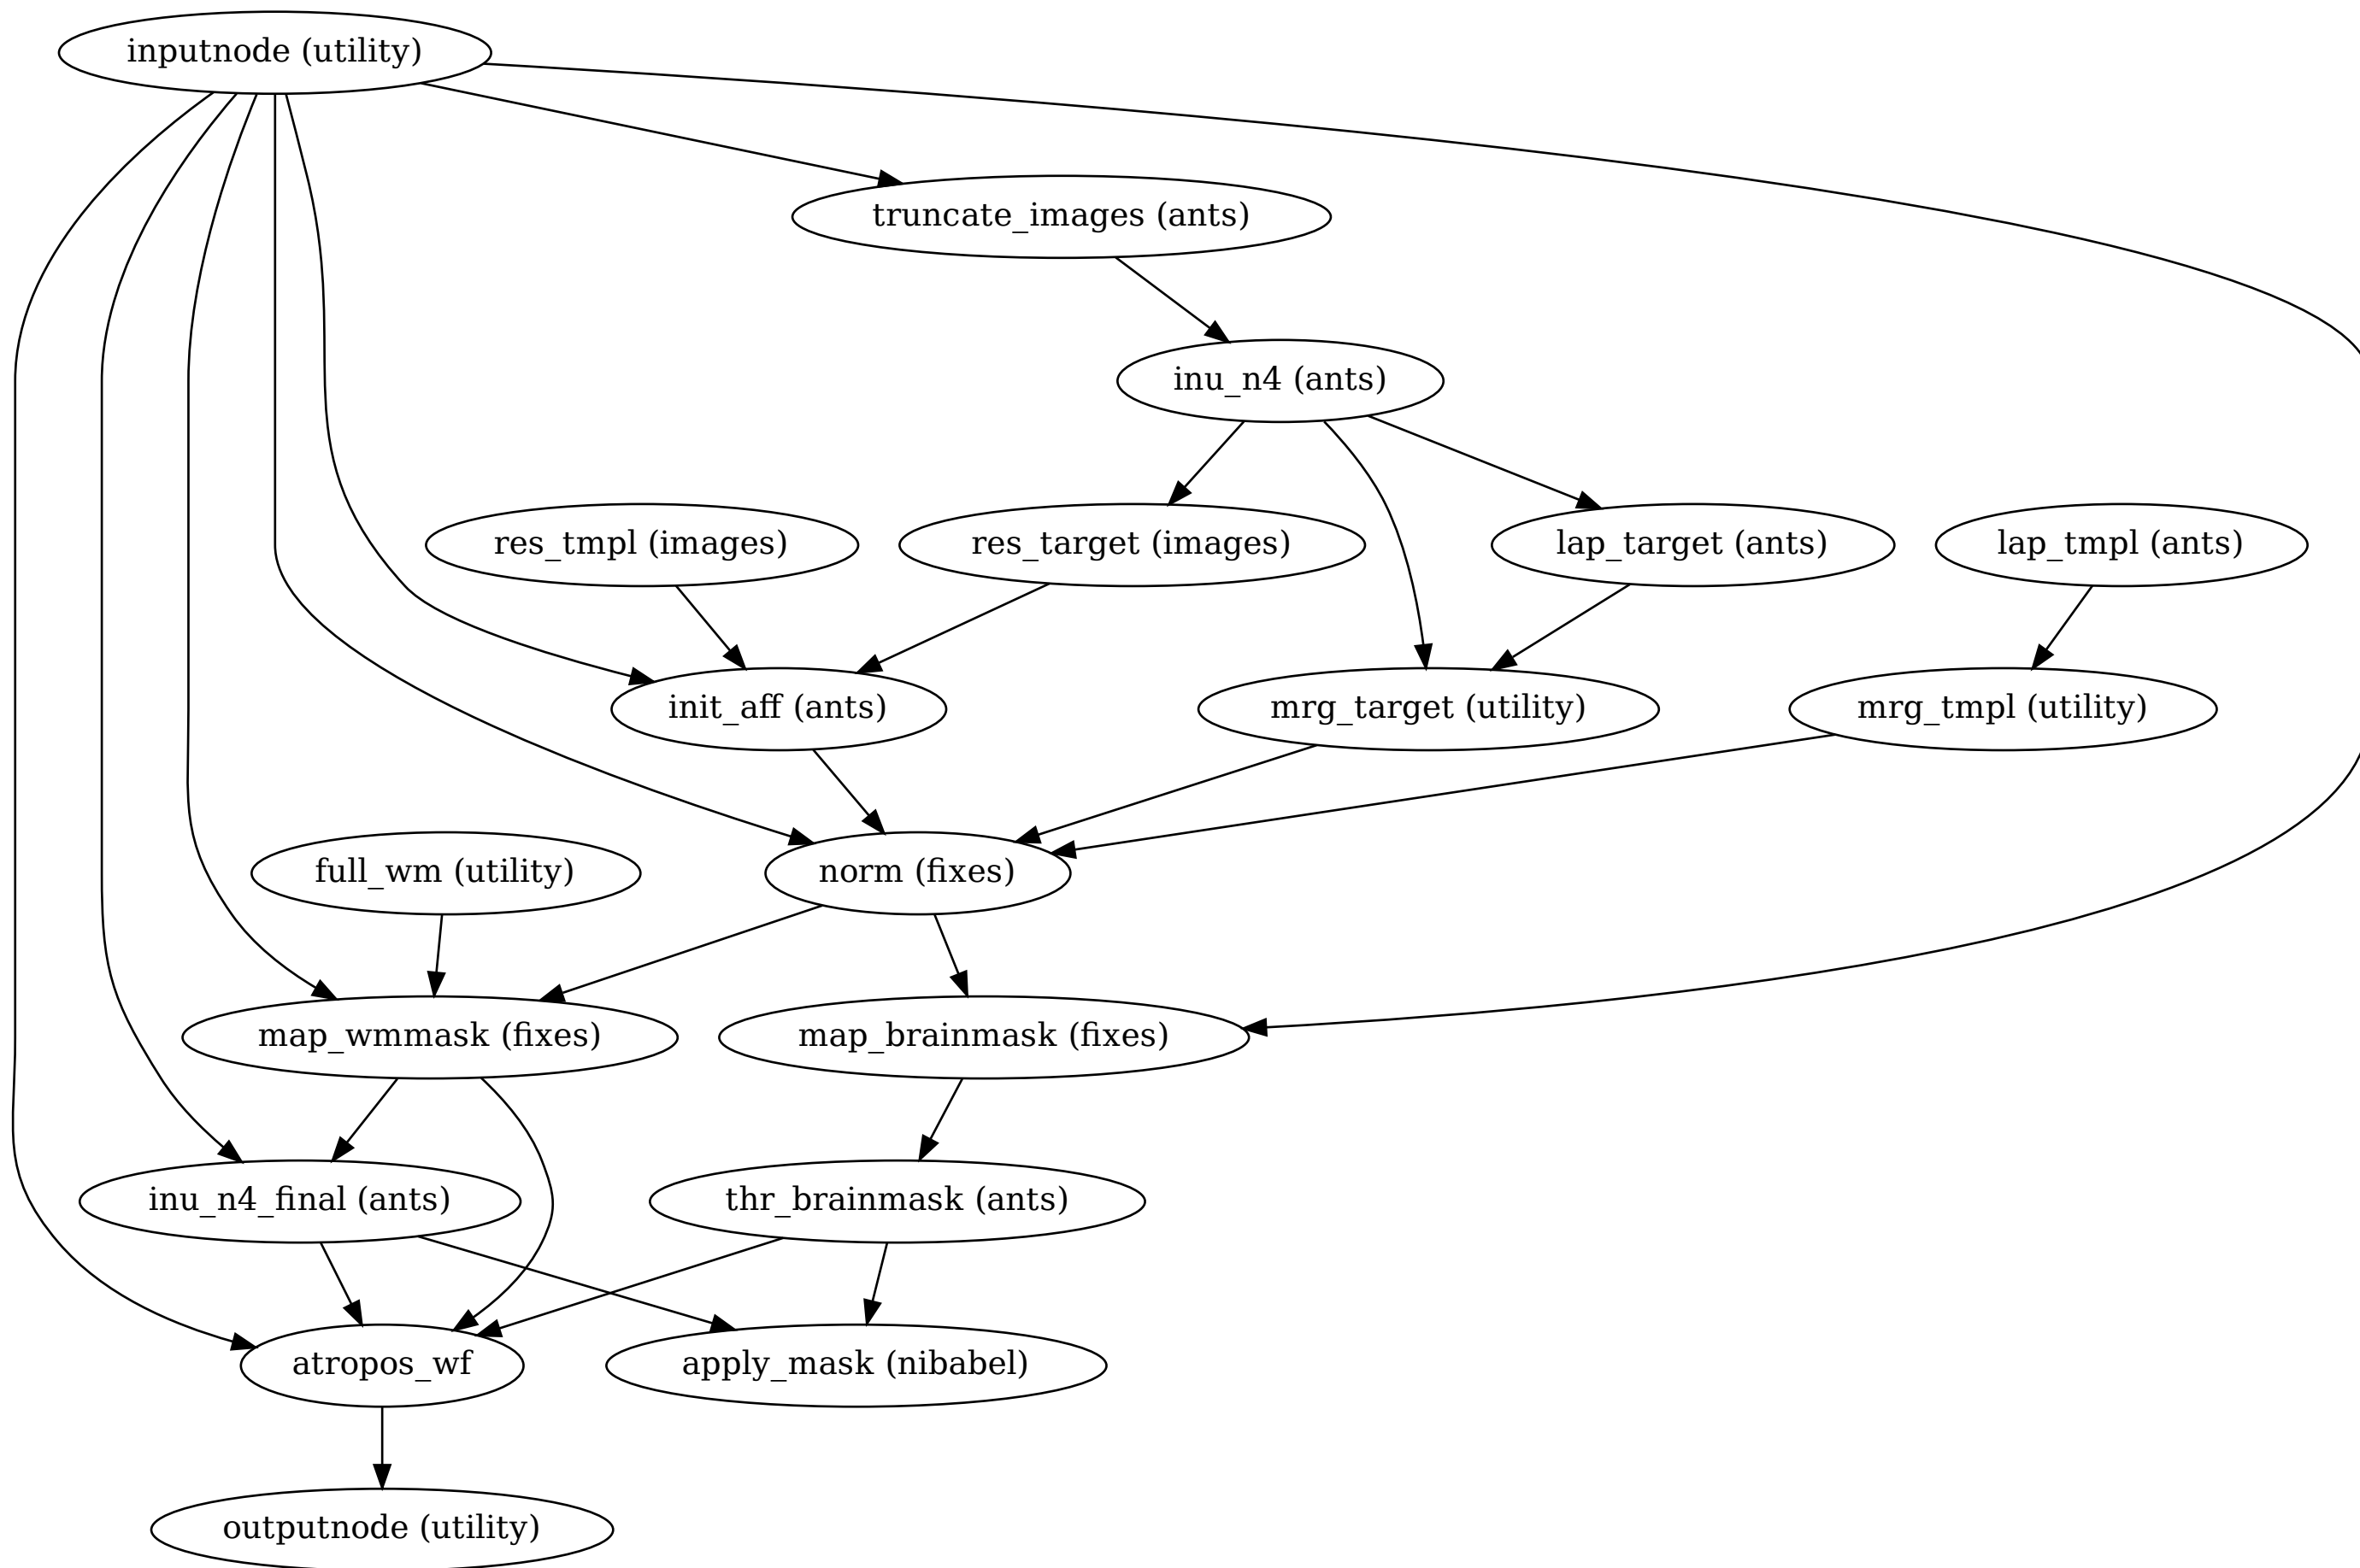 inputnode (utility)
truncate_images (ants)
inu_n4 (ants)
res_tmpl (images)
res_target (images)
lap_target (ants)
lap_tmpl (ants)
init_aff (ants)
mrg_target (utility)
mrg_tmpl (utility)
full_wm (utility)
norm (fixes)
map_wmmask (fixes)
map_brainmask (fixes)
inu_n4_final (ants)
thr_brainmask (ants)
atropos_wf
apply_mask (nibabel)
outputnode (utility)